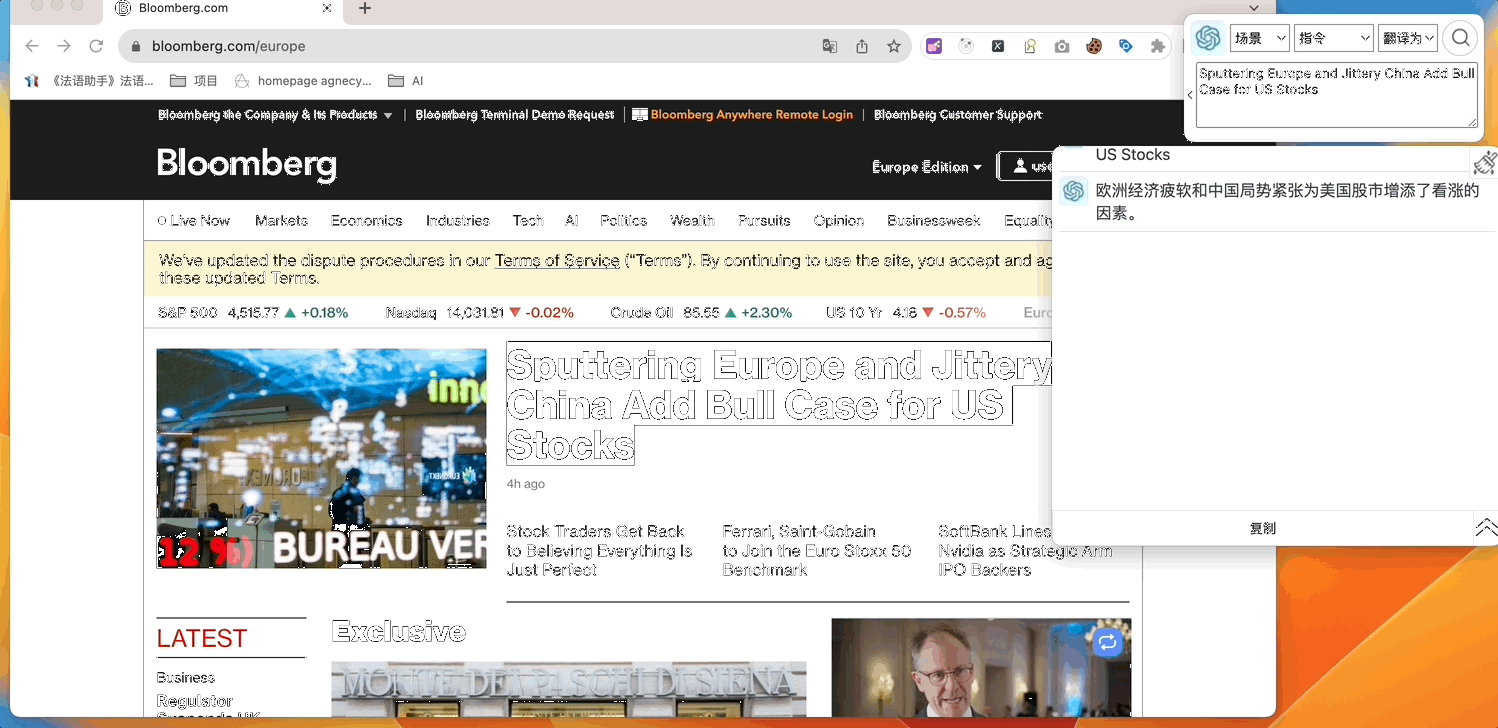 Bloomberg.com
bloomberg.com/europe
《法语助手》法语...
项目
homepage agnecy...
AI
Bloomberg the Company & Its Products
Bloomberg Terminal Demo Request
Bloomberg Anywhere Remote Login
Bloomberg Customer Support
Bloomberg
Europe Edition
Live Now
Markets
Economics
Industries
Tech
AI
Politics
Wealth
Pursuits
Opinion
Businessweek
Equality
We've updated the dispute procedures in our Terms of Service ("Terms"). By continuing to use the site, you accept and
these updated Terms.
S&P 500 4,515.77 ▲ +0.18%
Nasdaq 14,031.81 ▼ -0.02%
Crude Oil 85.55 ▲ +2.30%
US 10 Yr 4.18 ▼ -0.57%
Sputtering Europe and Jittery
China Add Bull Case for US
Stocks
4h ago
Stock Traders Get Back
to Believing Everything Is
Just Perfect
Ferrari, Saint-Gobain
to Join the Euro Stoxx 50
Benchmark
SoftBank Lines
Nvidia as Strategic Arm
IPO Backers
LATEST
Business
Regulator
Exclusive
MONTE DEI PASCHI DI SIENA
EURONEXT
12 %)
BUREAU VER
场景
指令
翻译为
Sputtering Europe and Jittery China Add Bull
Case for US Stocks
US Stocks
欧洲经济疲软和中国局势紧张为美国股市增添了看涨的
因素。
复制